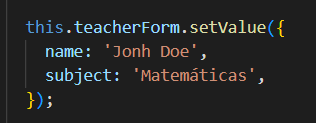 this.teacherForm.setValue({
  name: 'Jonh Doe',
  subject: 'Matemáticas',
});